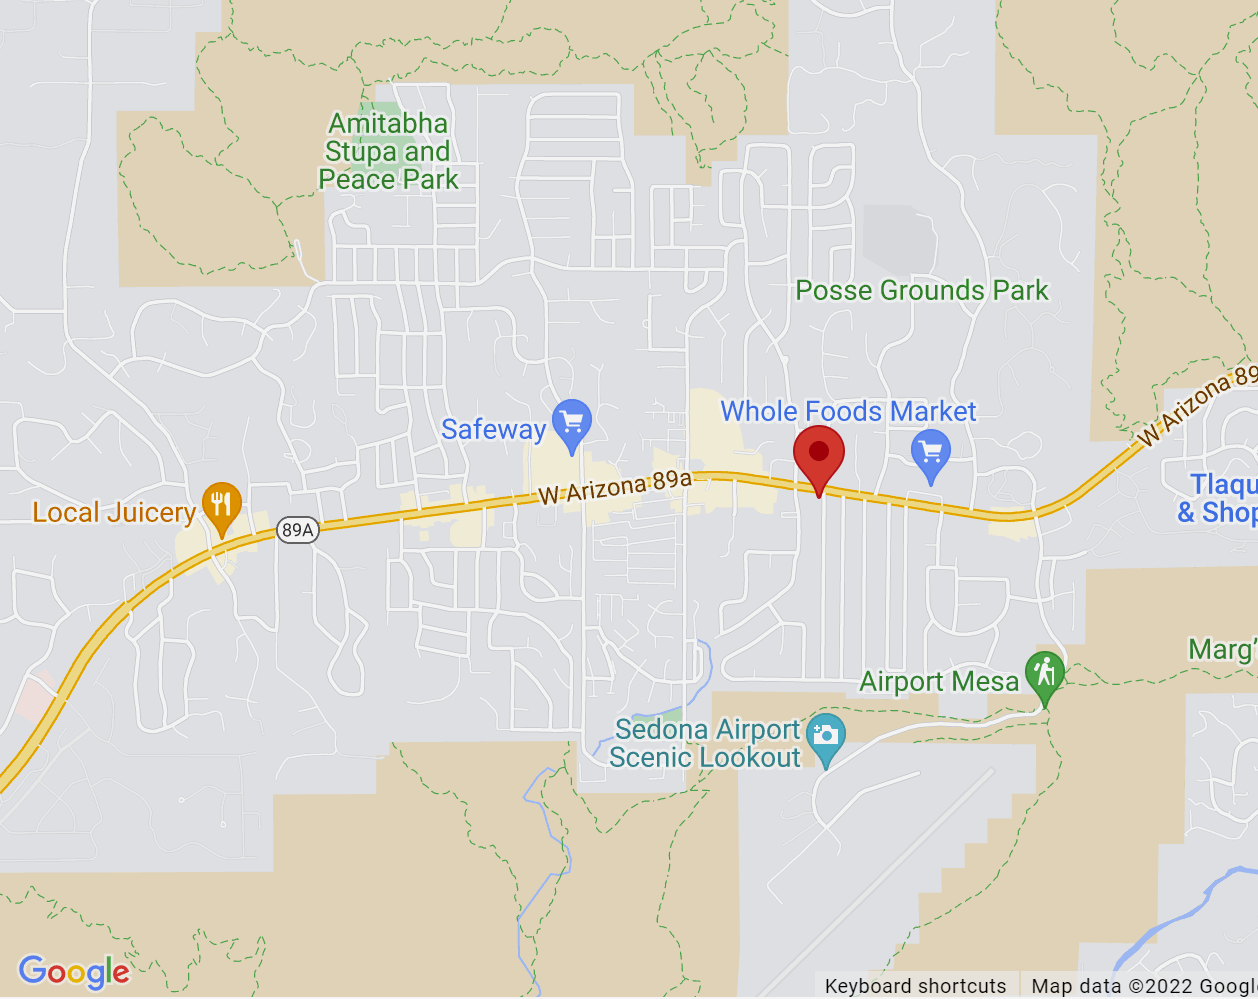 Amitabha
Stupa and
Peace Park
Posse Grounds Park
W Arizona 89
Whole Foods Market
Safeway
W Arizona 89a
Local Juicery
89A
Tlaqu
& Shop
Marg'
Airport Mesa
Sedona Airport
Scenic Lookout
Google
Keyboard shortcuts
Map data ©2022 Googl